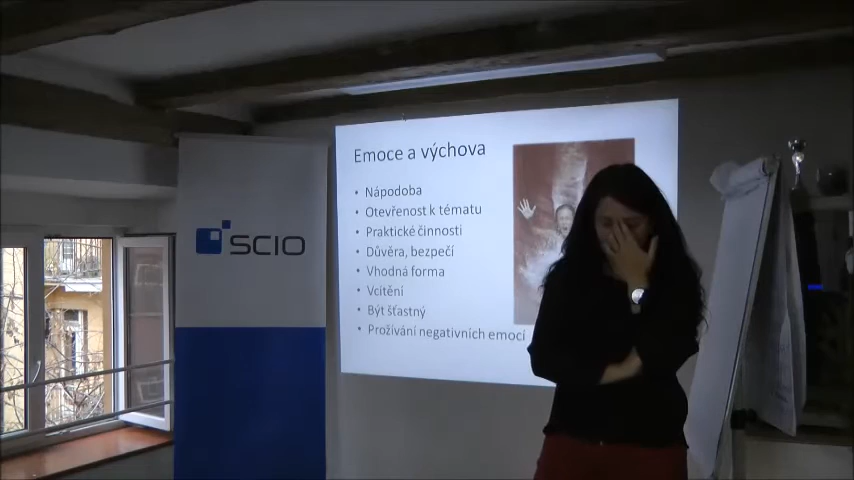 scio
Emoce a výchova
• Nápodoba
• Otevřenost k tématu
• Praktické činnosti
• Důvěra, bezpečí
• Vhodná forma
• Vcítění
• Být šťastný
• Prožívání negativních emocí